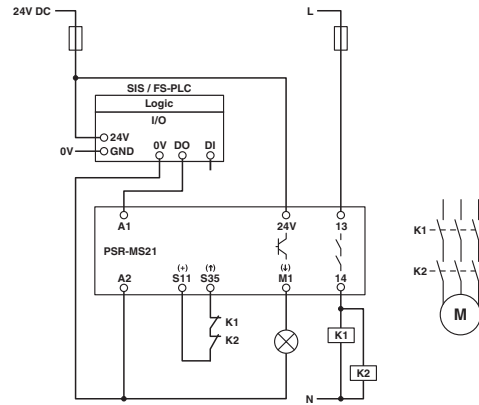 24V DC
L
SIS / FS-PLC
Logic
I/O
24V
0V
GND
0V DO DI
A1 24V 13
PSR-MS21
(+) (↑) (↓)
A2 S11 S35 M1 14
K1
K2
K1
K2
N
K1
K2
M